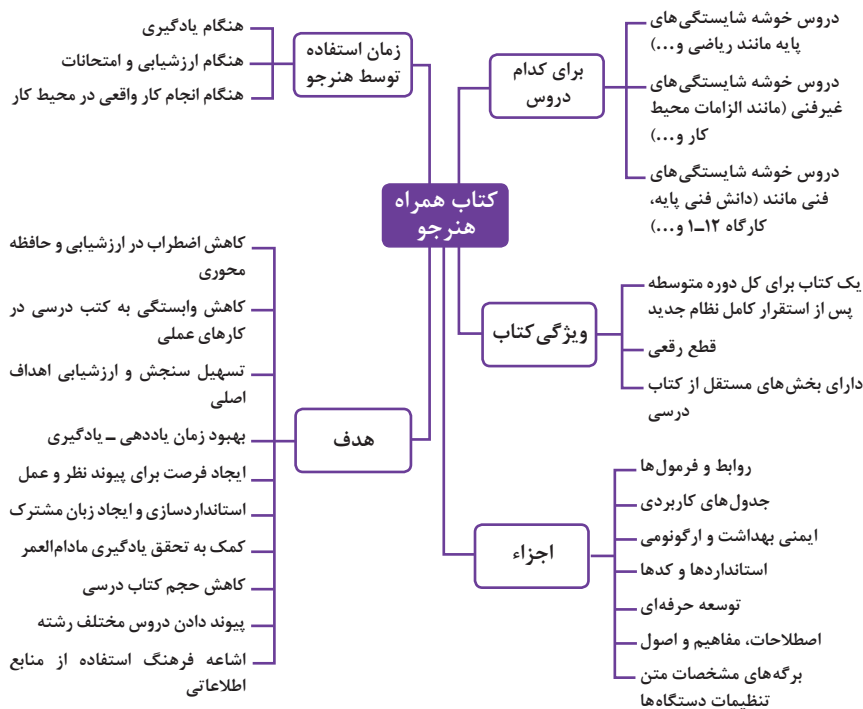 کتاب همراه
هنرجو
برای کدام
دروس
دروس خوشه شایستگی‌های
پایه مانند ریاضی و...)
دروس خوشه شایستگی‌های
غیرفنی (مانند الزامات محیط
کار و...)
دروس خوشه شایستگی‌های
فنی مانند (دانش فنی پایه،
کارگاه ۱۲ـ۱ و...)
ویژگی کتاب
یک کتاب برای کل دوره متوسطه
پس از استقرار کامل نظام جدید
قطع رقعی
دارای بخش‌های مستقل از کتاب
درسی
اجزاء
روابط و فرمول‌ها
جدول‌های کاربردی
ایمنی بهداشت و ارگونومی
استانداردها و کدها
توسعه حرفه‌ای
اصطلاحات، مفاهیم و اصول
برگه‌های مشخصات متن
تنظیمات دستگاه‌ها
زمان استفاده
توسط هنرجو
هنگام یادگیری
هنگام ارزشیابی و امتحانات
هنگام انجام کار واقعی در محیط کار
هدف
کاهش اضطراب در ارزشیابی و حافظه
محوری
کاهش وابستگی به کتب درسی در
کارهای عملی
تسهیل سنجش و ارزشیابی اهداف
اصلی
بهبود زمان یاددهی ـ یادگیری
ایجاد فرصت برای پیوند نظر و عمل
استانداردسازی و ایجاد زبان مشترک
کمک به تحقق یادگیری مادام‌العمر
کاهش حجم کتاب درسی
پیوند دادن دروس مختلف رشته
اشاعه فرهنگ استفاده از منابع
اطلاعاتی